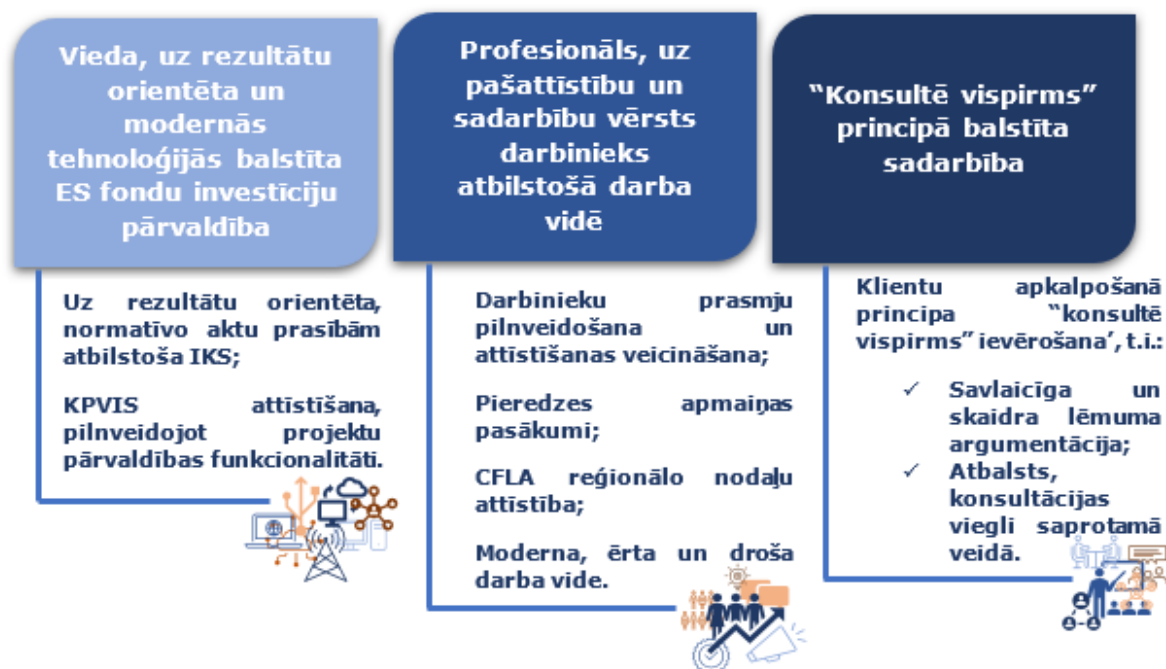 Vieda, uz rezultātu
orientēta un
modernās
tehnoloģijās balstīta
ES fondu investīciju
pārvaldība
Uz rezultātu orientēta,
normatīvo aktu prasībām
atbilstoša IKS;
KPVIS attīstīšana,
pilnveidojot projektu
pārvaldības funkcionalitāti.
Profesionāls, uz
pašattīstību un
sadarbību vērsts
darbinieks
atbilstošā darba
vidē
Darbinieku prasmju
pilnveidošana un
attīstīšanas veicināšana;
Pieredzes apmaiņas
pasākumi;
CFLA reģionālo nodaļu
attīstība;
Moderna, ērta un droša
darba vide.
“Konsultē vispirms”
principā balstīta
sadarbība
Klientu apkalpošanā
principa “konsultē
vispirms” ievērošana’, t.i.:
✓ Savlaicīga un
skaidra lēmuma
argumentācija;
✓ Atbalsts,
konsultācijas
viegli saprotamā
veidā.